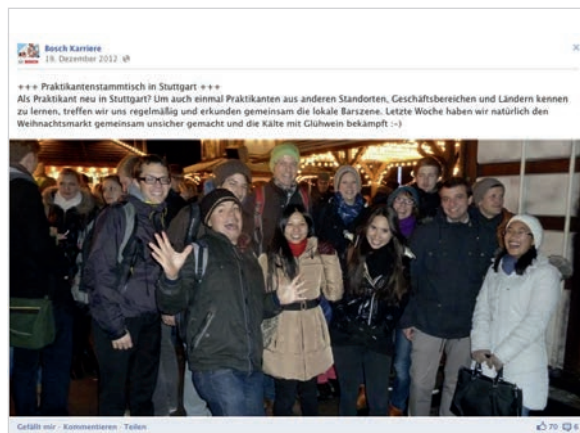 Bosch Karriere
19. Dezember 2012
+++ Praktikantenstammtisch in Stuttgart +++
Als Praktikant neu in Stuttgart? Um auch einmal Praktikanten aus anderen Standorten, Geschäftsbereichen und Ländern kennen
zu lernen, treffen wir uns regelmäßig und erkunden gemeinsam die lokale Barszene. Letzte Woche haben wir natürlich den
Weihnachtsmarkt gemeinsam unsicher gemacht und die Kälte mit Glühwein bekämpft :-)
Gefällt mir · Kommentieren · Teilen 70 6